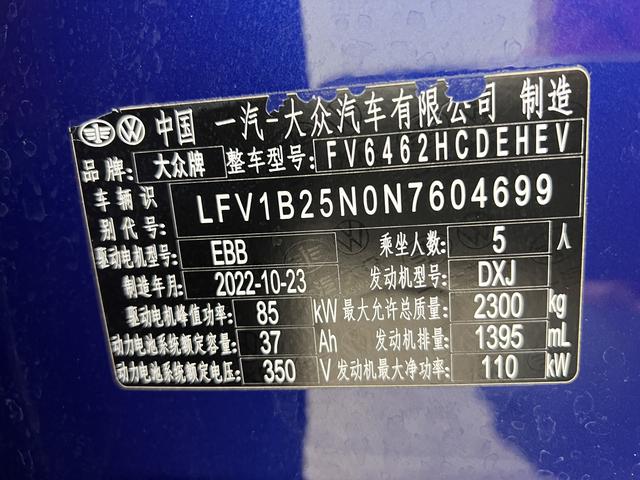 中国 一汽-大众汽车有限公司 制造
品牌: 大众牌 整车型号: FV6462HCDEHEV
车辆识别代号: LFV1B25N0N7604699
驱动电机型号: EBB 乘坐人数: 5 人
制造年月: 2022-10-23 发动机型号: DXJ
驱动电机峰值功率: 85 kW 最大允许总质量: 2300 kg
动力电池系统额定容量: 37 Ah 发动机排量: 1395 mL
动力电池系统额定电压: 350 V 发动机最大净功率: 110 kW